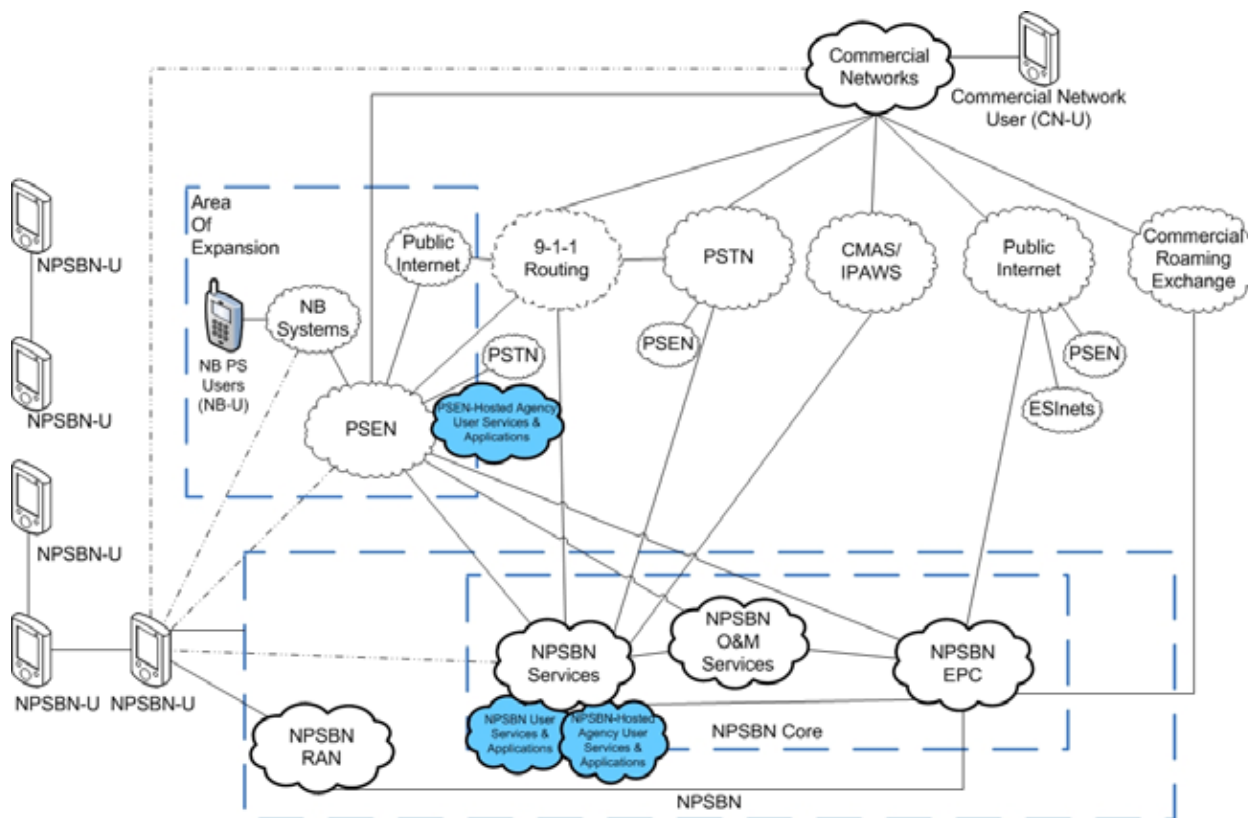 Commercial
Networks
Commercial Network
User (CN-U)
Area
Of
Expansion
Public
Internet
9-1-1
Routing
PSTN
CMAS/
IPAWS
Public
Internet
Commercial
Roaming
Exchange
NPSBN-U
NB
Systems
NB PS
Users
(NB-U)
PSTN
PSEN
PSEN
ESInets
NPSBN-U
PSEN
PSEN-Hosted Agency
User Services &
Applications
NPSBN-U
NPSBN-U
NPSBN-U
NPSBN
Services
NPSBN
O&M
Services
NPSBN
EPC
NPSBN User
Services &
Applications
NPSBN-Hosted
Agency User
Services &
Applications
NPSBN Core
NPSBN
RAN
NPSBN